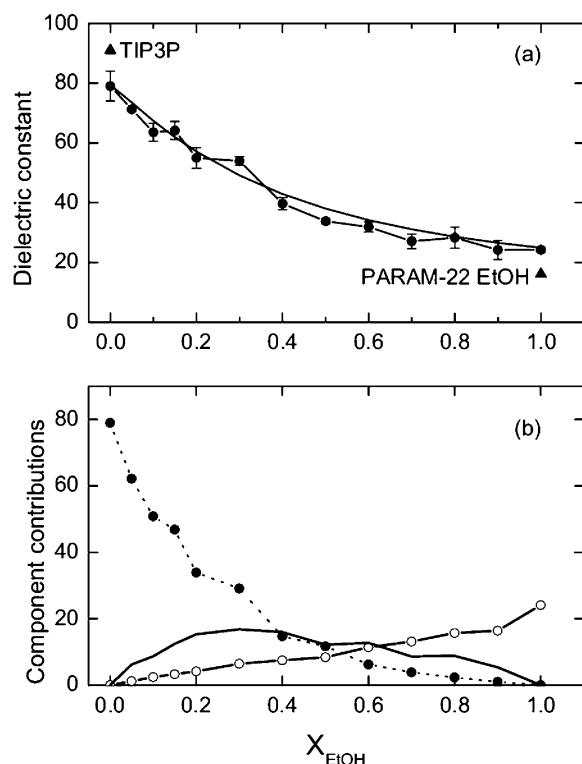 100
TIP3P
(a)
80
60
40
20
0
Dielectric constant
PARAM-22 EtOH
0.0 0.2 0.4 0.6 0.8 1.0
80
(b)
60
40
20
0
Component contributions
0.0 0.2 0.4 0.6 0.8 1.0
X_EtOH